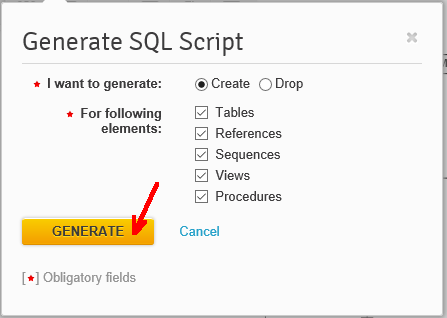 Generate SQL Script
I want to generate: Create Drop
For following elements: Tables
References
Sequences
Views
Procedures
GENERATE Cancel
[★] Obligatory fields